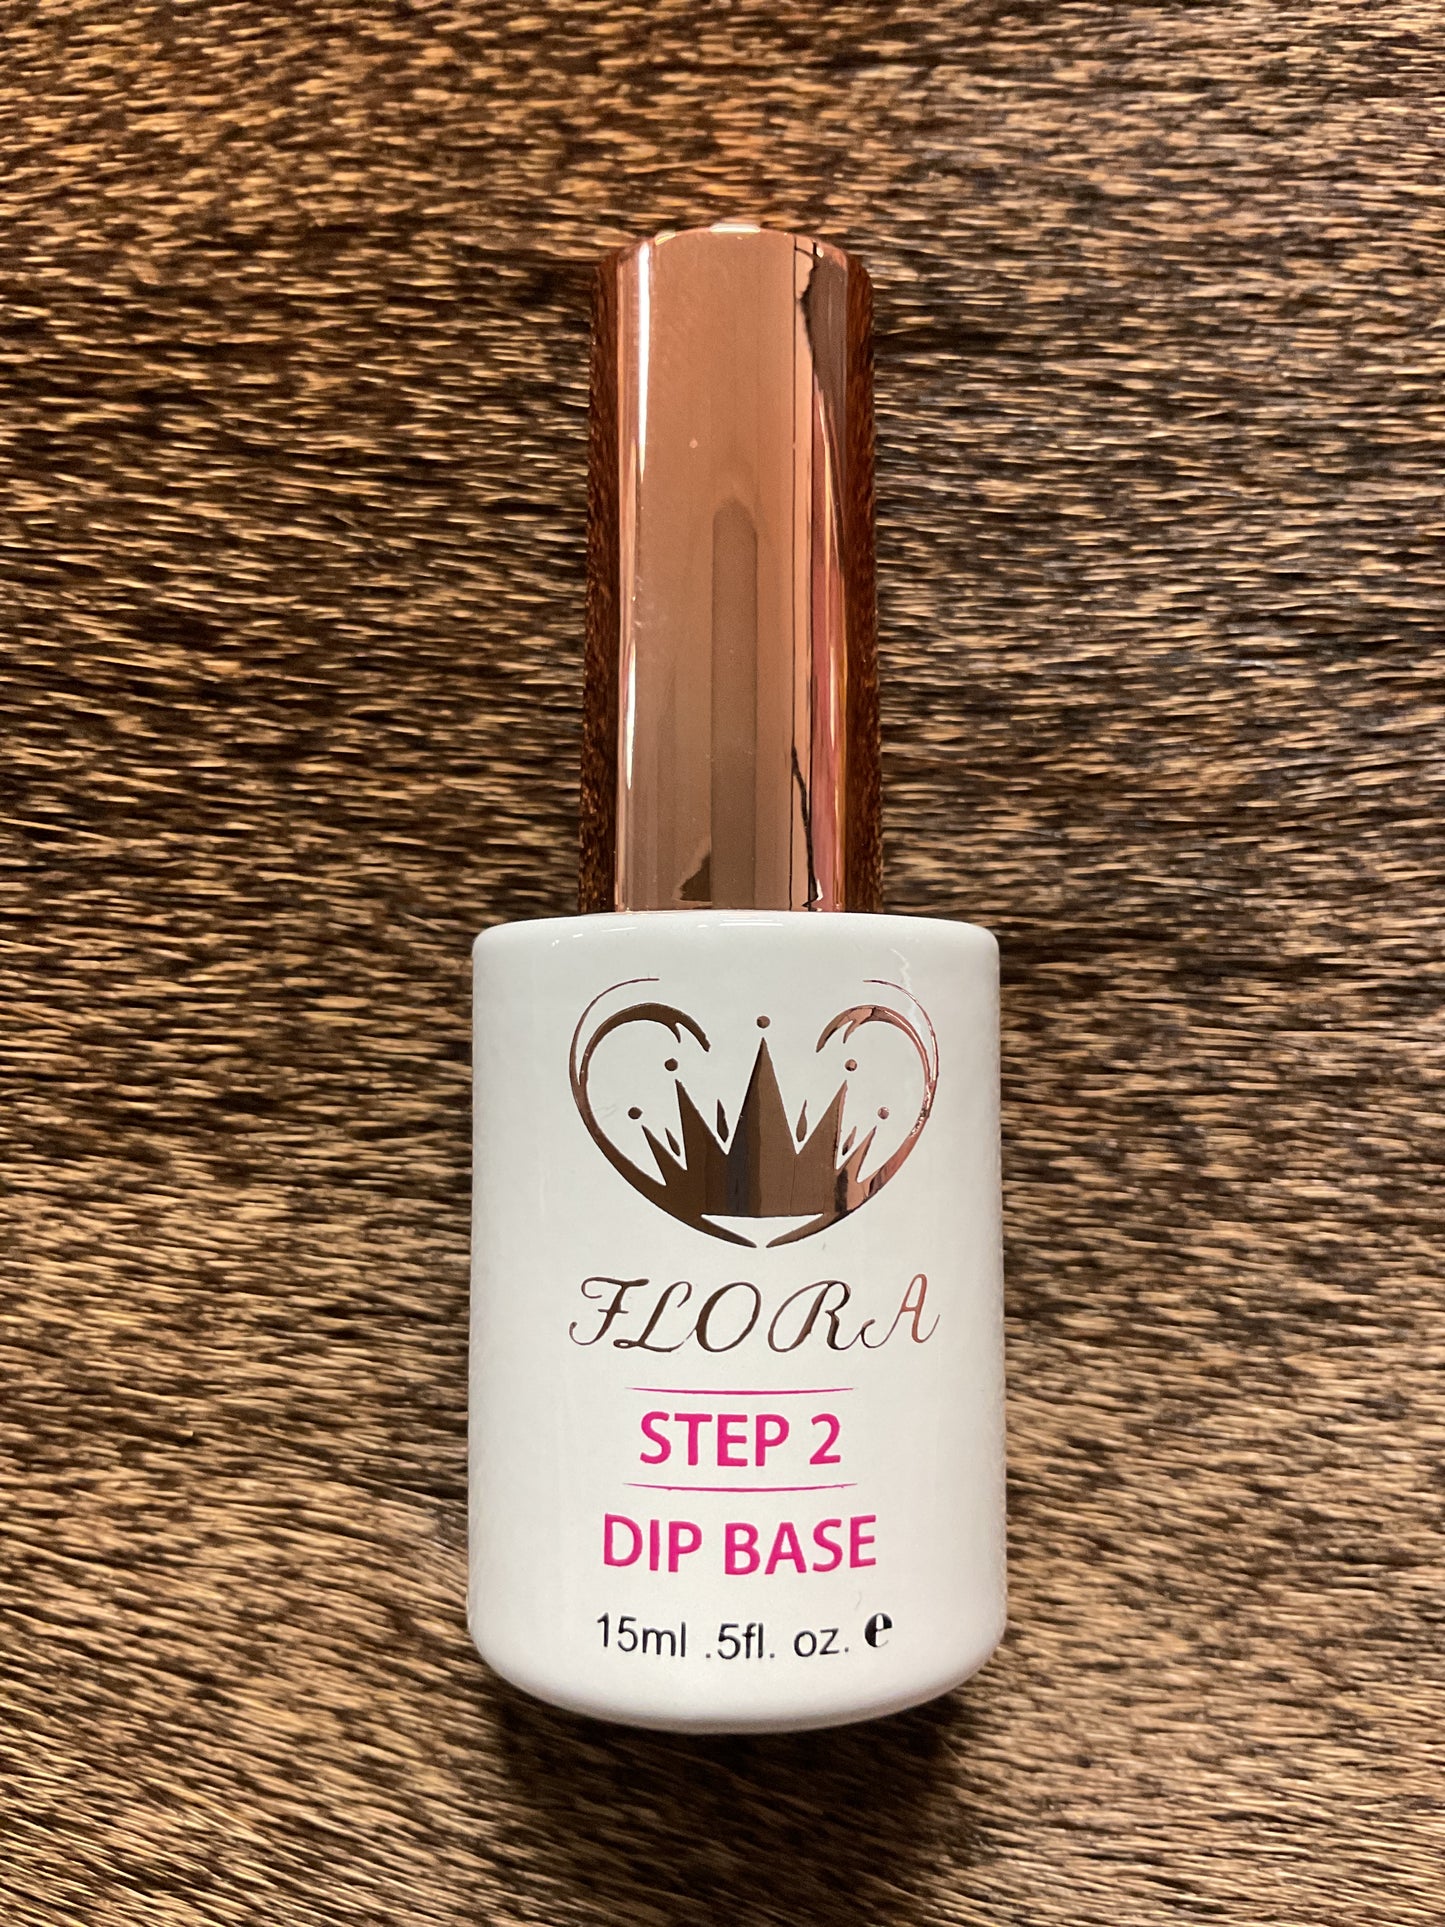 FLORA
STEP 2
DIP BASE
15ml .5fl. oz. e